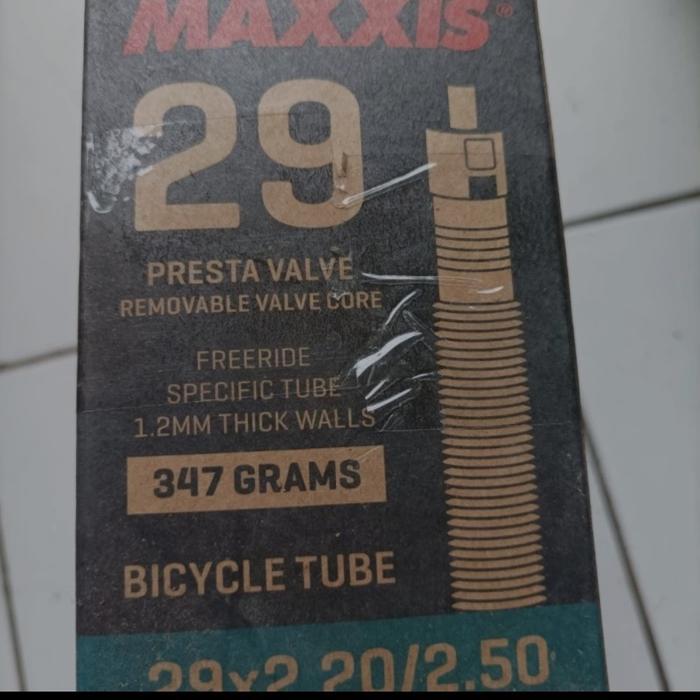 MAXXIS®
29
PRESTA VALVE
REMOVABLE VALVE CORE
FREERIDE
SPECIFIC TUBE
1.2MM THICK WALLS
347 GRAMS
BICYCLE TUBE
29x2.20/2.50